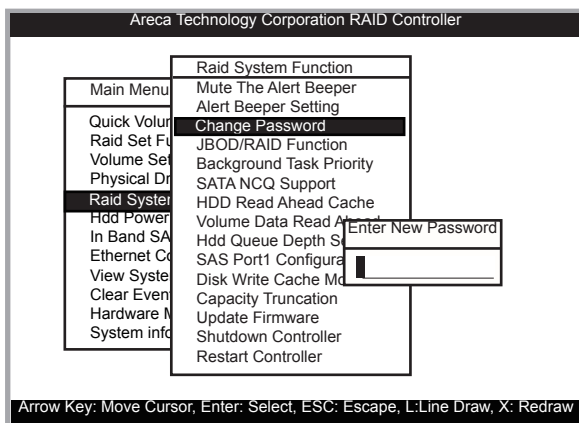 Areca Technology Corporation RAID Controller
Main Menu
Quick Volu
Raid Set Fu
Volume Set
Physical Dr
Raid System
Hdd Power
In Band SA
Ethernet Co
View Syste
Clear Even
Hardware M
System info
Raid System Function
Mute The Alert Beeper
Alert Beeper Setting
Change Password
JBOD/RAID Function
Background Task Priority
SATA NCQ Support
HDD Read Ahead Cache
Volume Data Read Ahead
Hdd Queue Depth S
SAS Port1 Configura
Disk Write Cache Mo
Capacity Truncation
Update Firmware
Shutdown Controller
Restart Controller
Enter New Password
Arrow Key: Move Cursor, Enter: Select, ESC: Escape, L:Line Draw, X: Redraw